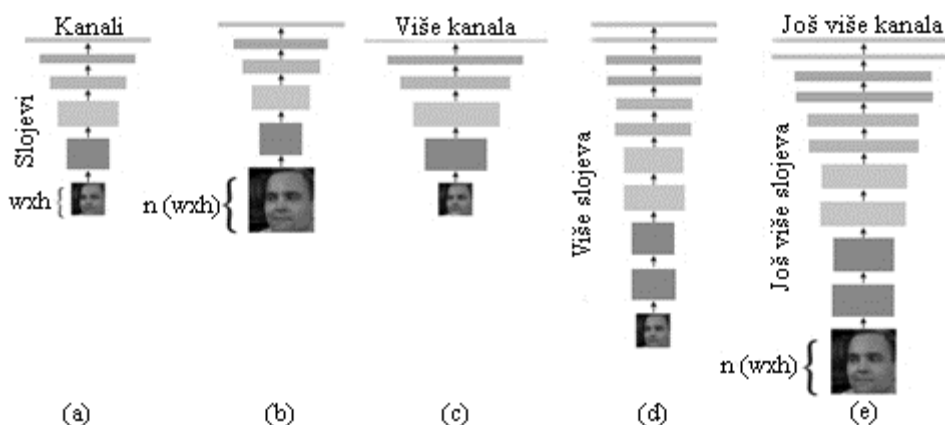 Kanali
Više kanala
Još više kanala
Slojevi
wxh
n (wxh)
Više slojeva
Još više slojeva
n (wxh)
(a)
(b)
(c)
(d)
(e)